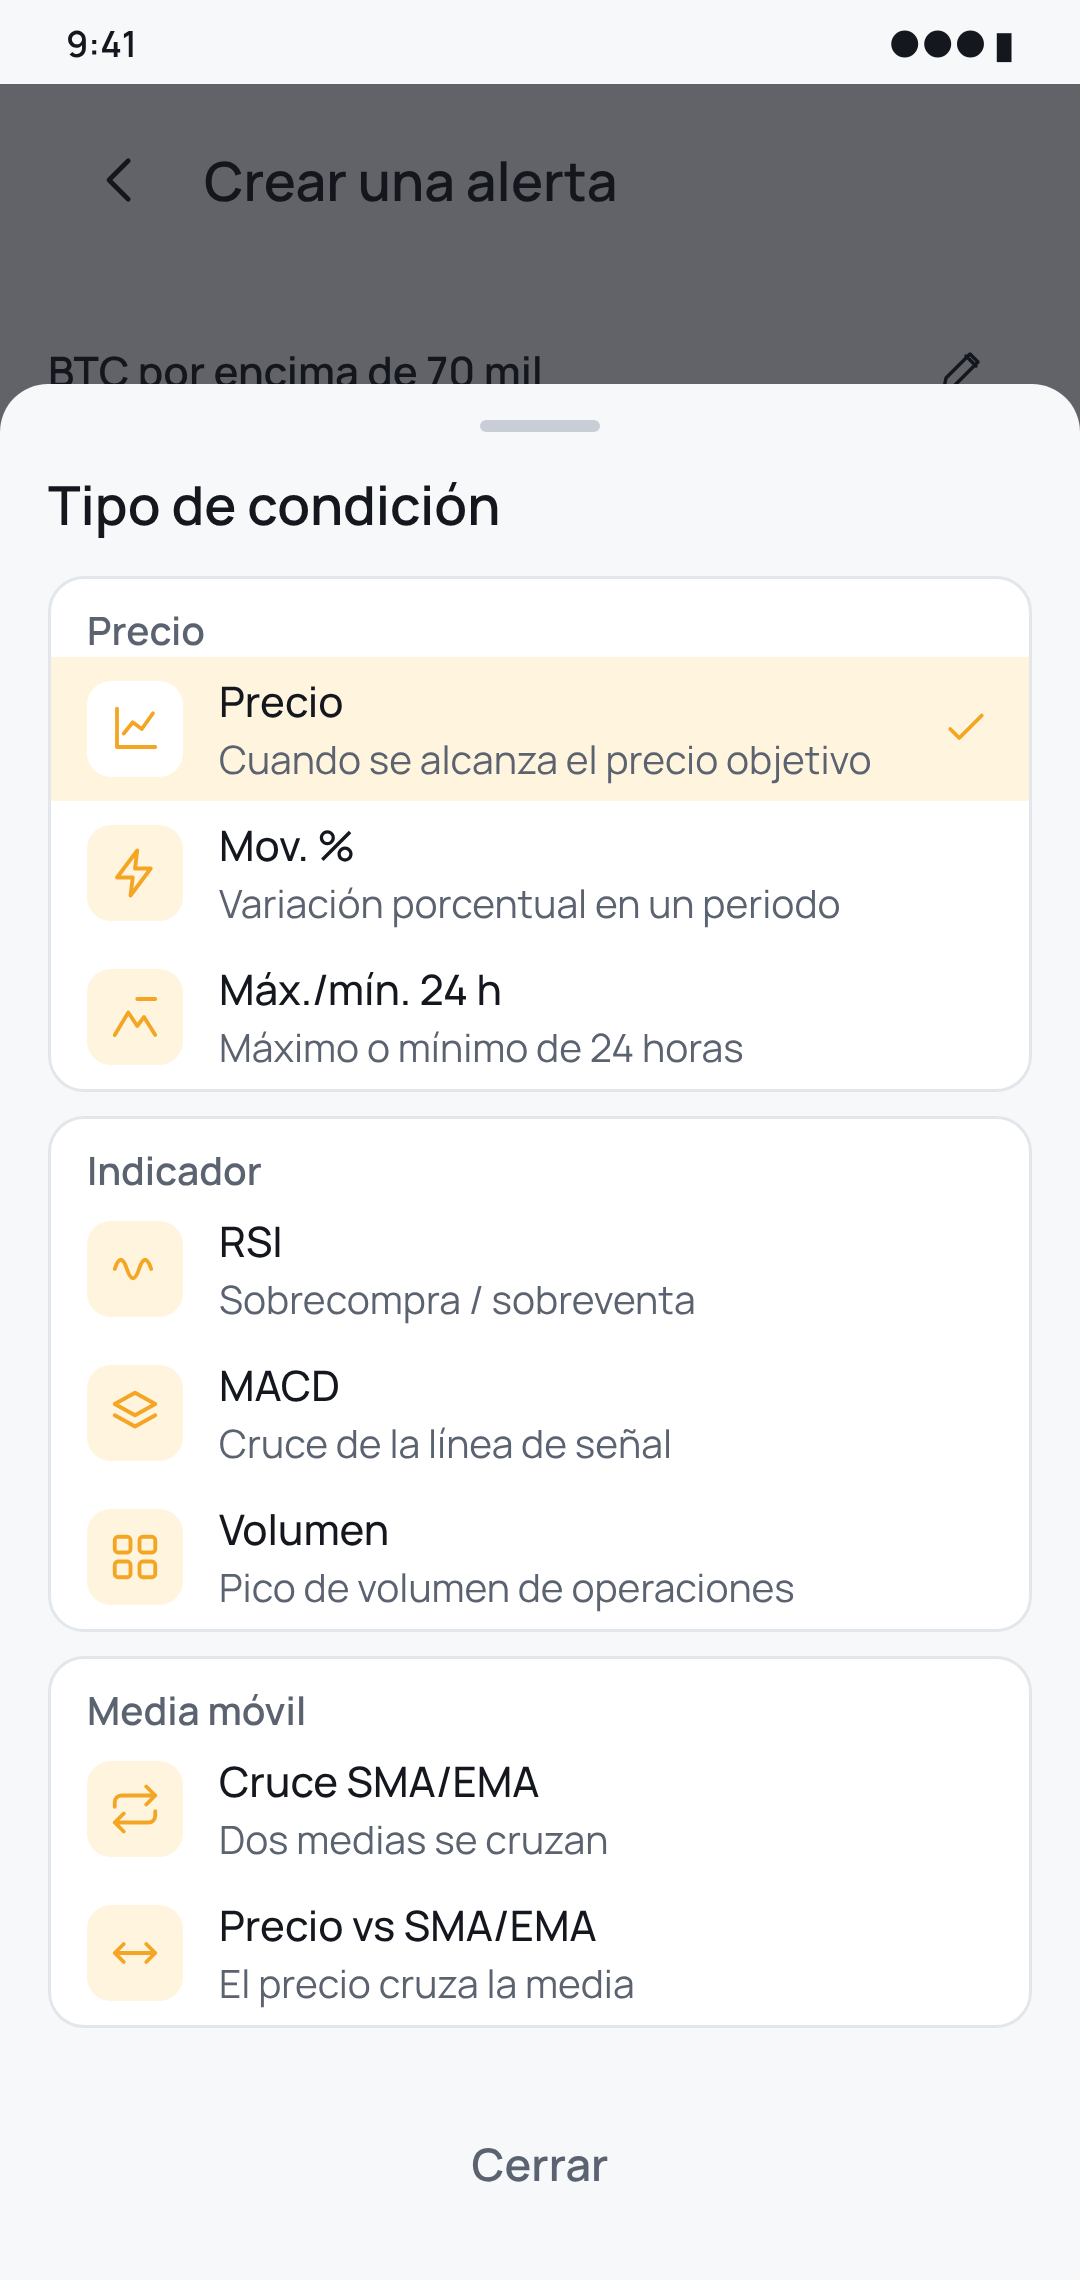 9:41
Crear una alerta
BTC por encima de 70 mil
Tipo de condición
Precio
Precio
Cuando se alcanza el precio objetivo
Mov. %
Variación porcentual en un periodo
Máx./mín. 24 h
Máximo o mínimo de 24 horas
Indicador
RSI
Sobrecompra / sobreventa
MACD
Cruce de la línea de señal
Volumen
Pico de volumen de operaciones
Media móvil
Cruce SMA/EMA
Dos medias se cruzan
Precio vs SMA/EMA
El precio cruza la media
Cerrar